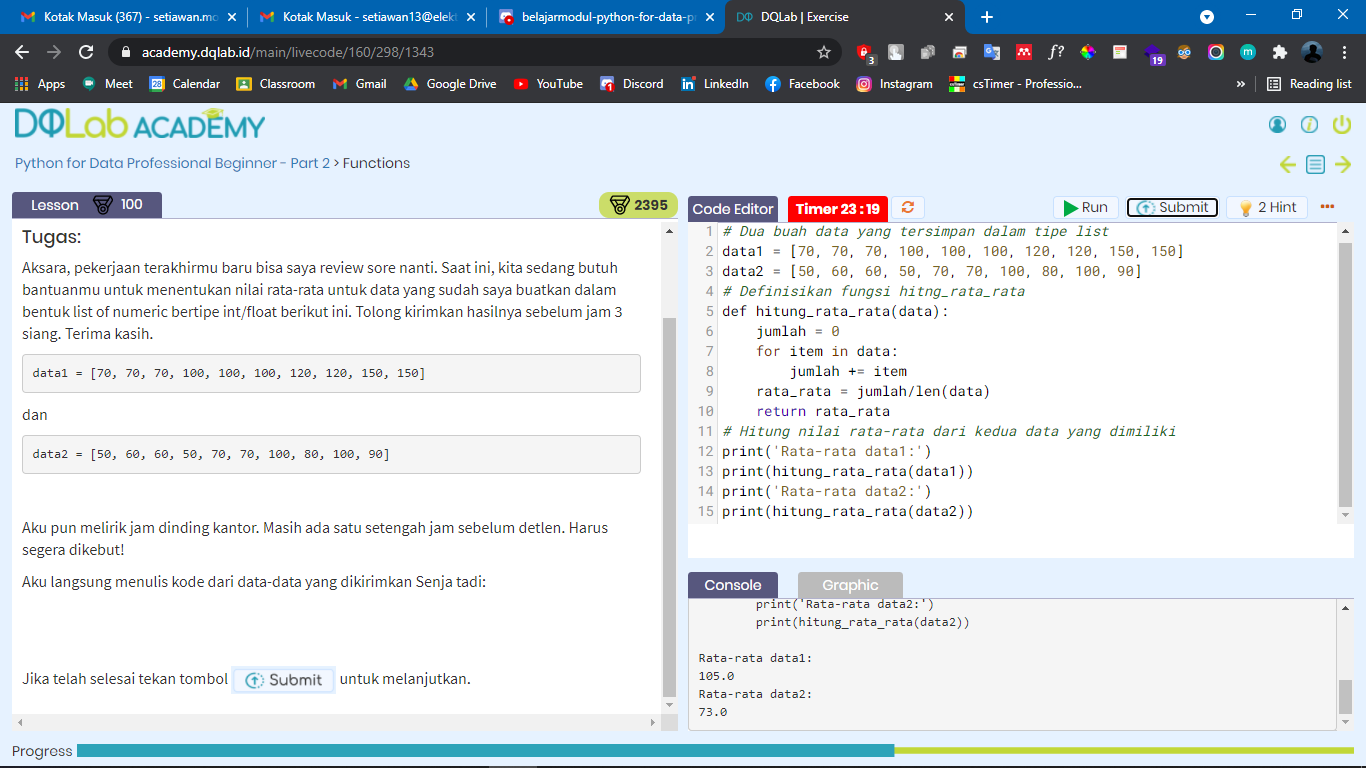 Kotak Masuk (367) - setiawan.mo
Kotak Masuk - setiawan13@elekt
belajarmodul-python-for-data-p
DQLab | Exercise
academy.dqlab.id/main/livecode/160/298/1343
3
f?
19
Apps
Meet
28
Calendar
Classroom
Gmail
Google Drive
YouTube
Discord
LinkedIn
Facebook
Instagram
csTimer - Professio...
»
Reading list
DQLab ACADEMY
Python for Data Professional Beginner - Part 2 > Functions
Lesson 100
2395
Tugas:
Aksara, pekerjaan terakhirmu baru bisa saya review sore nanti. Saat ini, kita sedang butuh
bantuanmu untuk menentukan nilai rata-rata untuk data yang sudah saya buatkan dalam
bentuk list of numeric bertipe int/float berikut ini. Tolong kirimkan hasilnya sebelum jam 3
siang. Terima kasih.
data1 = [70, 70, 70, 100, 100, 100, 120, 120, 150, 150]
dan
data2 = [50, 60, 60, 50, 70, 70, 100, 80, 100, 90]
Aku pun melirik jam dinding kantor. Masih ada satu setengah jam sebelum detlen. Harus
segera dikebut!
Aku langsung menulis kode dari data-data yang dikirimkan Senja tadi:
Jika telah selesai tekan tombol Submit untuk melanjutkan.
Code Editor
Timer 23 : 19
Run
Submit
2 Hint
1 # Dua buah data yang tersimpan dalam tipe list
2 data1 = [70, 70, 70, 100, 100, 100, 120, 120, 150, 150]
3 data2 = [50, 60, 60, 50, 70, 70, 100, 80, 100, 90]
4 # Definisikan fungsi hitng_rata_rata
5 def hitung_rata_rata(data):
6     jumlah = 0
7     for item in data:
8         jumlah += item
9     rata_rata = jumlah/len(data)
10     return rata_rata
11 # Hitung nilai rata-rata dari kedua data yang dimiliki
12 print('Rata-rata data1:')
13 print(hitung_rata_rata(data1))
14 print('Rata-rata data2:')
15 print(hitung_rata_rata(data2))
Console
Graphic
print('Rata-rata data2:')
print(hitung_rata_rata(data2))
Rata-rata data1:
105.0
Rata-rata data2:
73.0
Progress